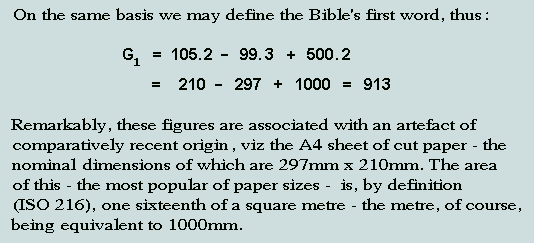 On the same basis we may define the Bible's first word, thus :
G1 = 105.2 - 99.3 + 500.2
= 210 - 297 + 1000 = 913
Remarkably, these figures are associated with an artefact of
comparatively recent origin, viz the A4 sheet of cut paper - the
nominal dimensions of which are 297mm x 210mm. The area
of this - the most popular of paper sizes - is, by definition
(ISO 216), one sixteenth of a square metre - the metre, of course,
being equivalent to 1000mm.